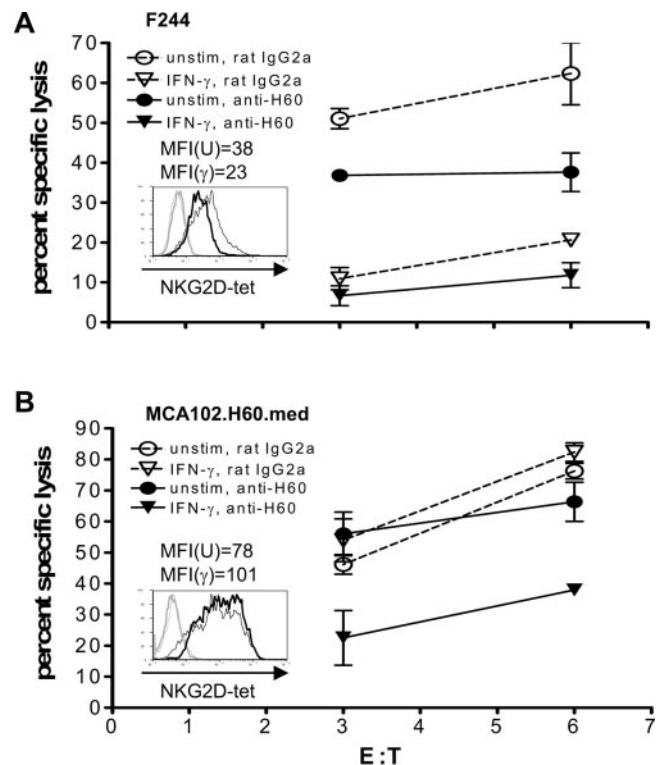 A
F244
percent specific lysis
70
60
50
40
30
20
10
0
unstim, rat IgG2a
IFN-γ, rat IgG2a
unstim, anti-H60
IFN-γ, anti-H60
MFI(U)=38
MFI(γ)=23
NKG2D-tet
B
MCA102.H60.med
percent specific lysis
90
80
70
60
50
40
30
20
10
0
unstim, rat IgG2a
IFN-γ, rat IgG2a
unstim, anti-H60
IFN-γ, anti-H60
MFI(U)=78
MFI(γ)=101
NKG2D-tet
0 1 2 3 4 5 6 7
E:T